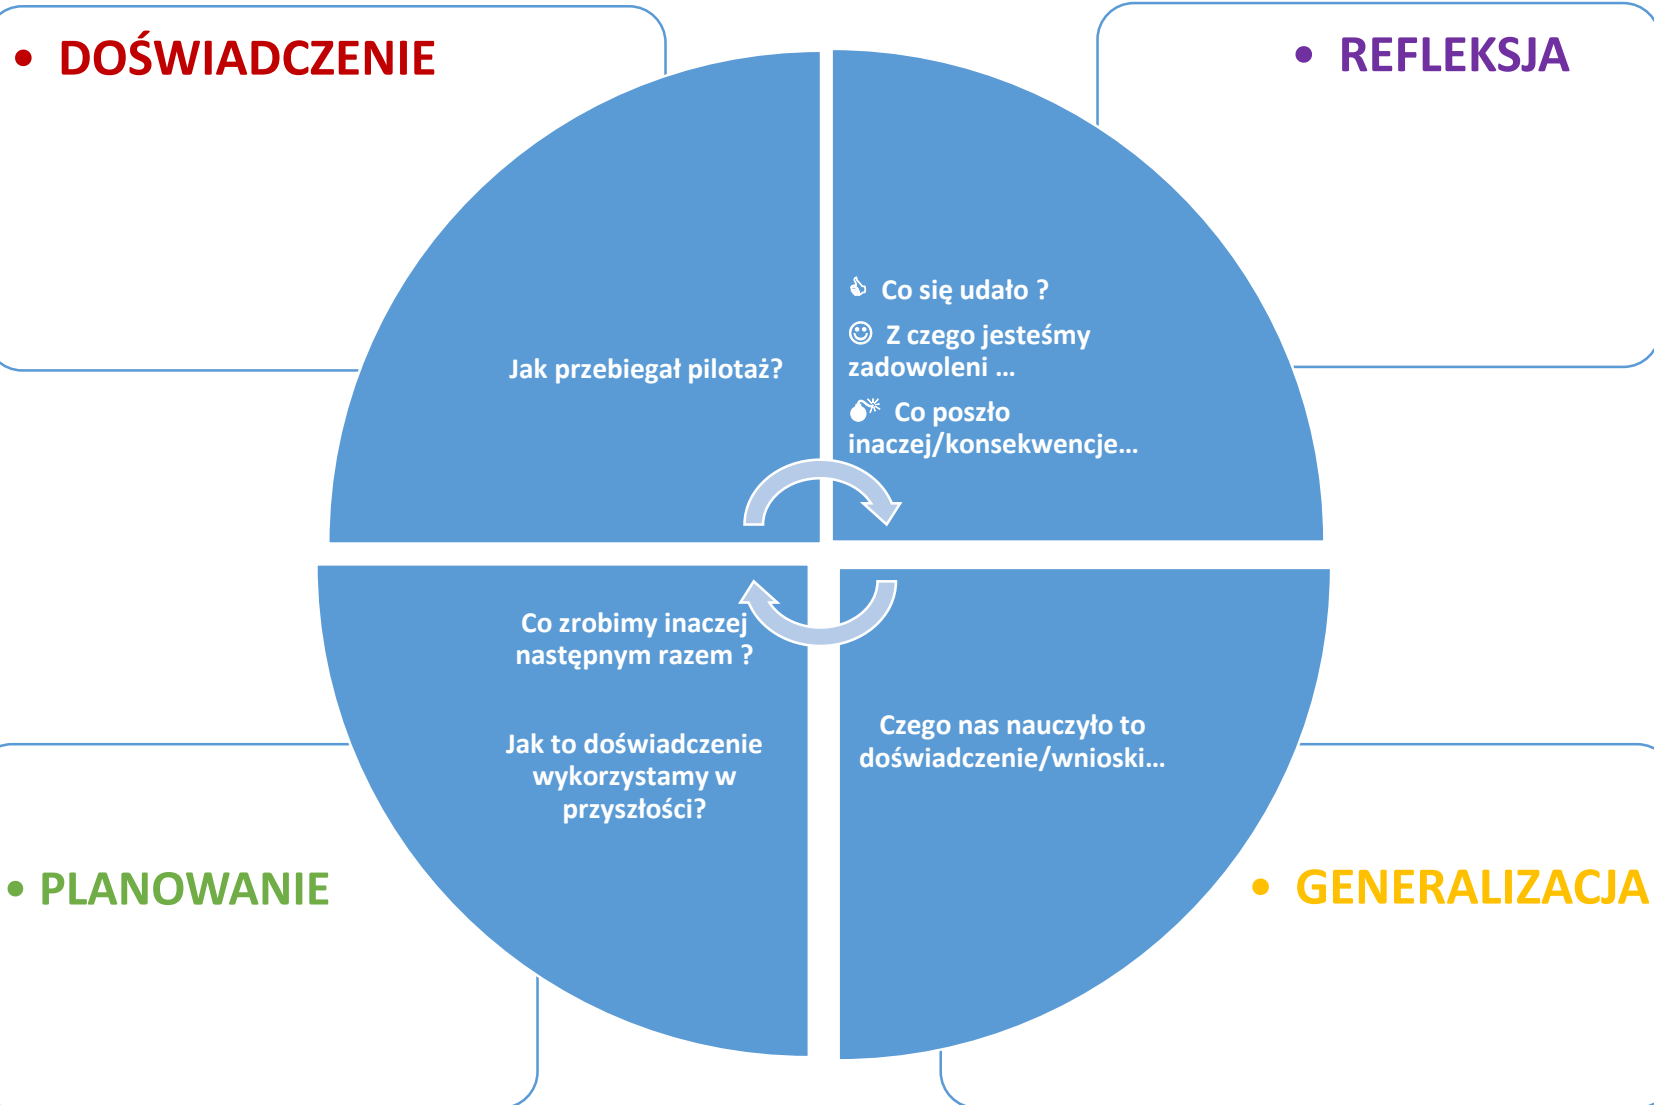 • DOŚWIADCZENIE
• REFLEKSJA
Jak przebiegał pilotaż?
👍 Co się udało ?
☺ Z czego jesteśmy
zadowoleni ...
💣 Co poszło
inaczej/konsekwencje...
Czego nas nauczyło to
doświadczenie/wnioski...
Co zrobimy inaczej
następnym razem ?
Jak to doświadczenie
wykorzystamy w
przyszłości?
• PLANOWANIE
• GENERALIZACJA